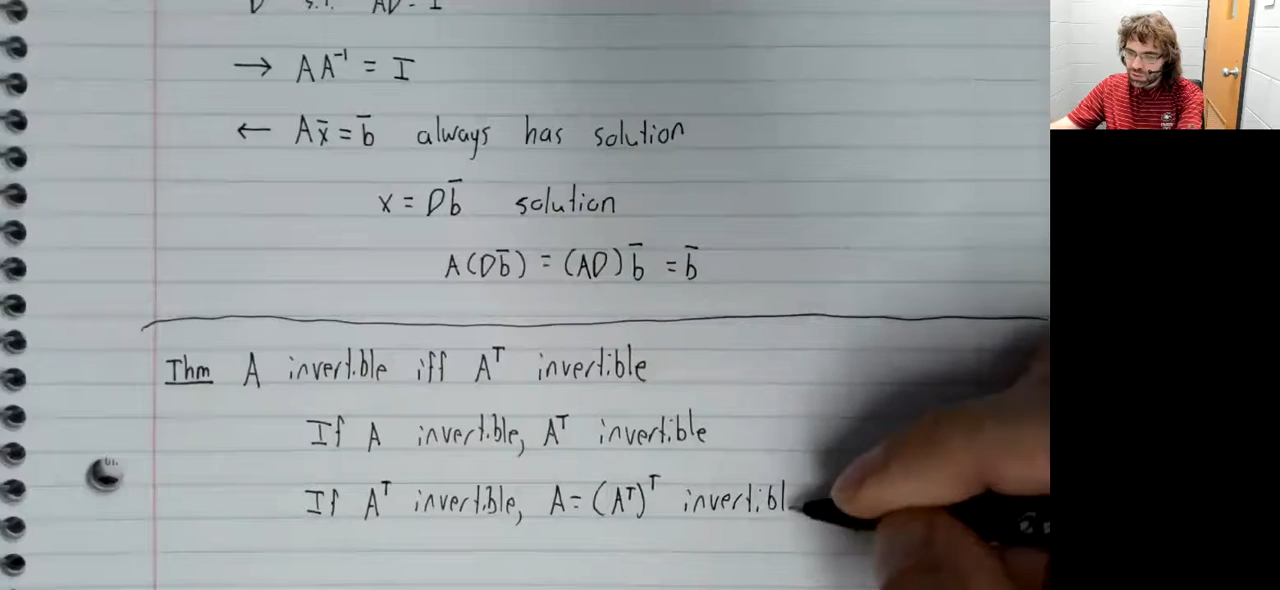 D s.t. AD = I
→ AA⁻¹ = I
← Ax̄ = b̄ always has solution
x = Db̄ solution
A(Db̄) = (AD)b̄ = b̄
Thm A invertible iff Aᵀ invertible
If A invertible, Aᵀ invertible
If Aᵀ invertible, A = (Aᵀ)ᵀ invertibl